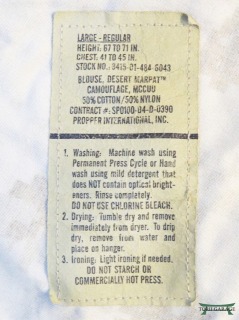 LARGE - REGULAR
HEIGHT: 67 TO 71 IN.
CHEST: 41 TO 45 IN.
STOCK NO.: 8415-01-484-5043
BLOUSE, DESERT MARPAT
CAMOUFLAGE, MCCUU
50% COTTON/50% NYLON
CONTRACT #: SPO100-04-D-0390
PROPPER INTERNATIONAL, INC.
1. Washing: Machine wash using
Permanent Press Cycle or Hand
wash using mild detergent that
does NOT contain optical bright-
eners. Rinse completely.
DO NOT USE CHLORINE BLEACH.
2. Drying: Tumble dry and remove
immediately from dryer. To drip
dry, remove from water and
place on hanger.
3. Ironing: Light ironing if needed.
DO NOT STARCH OR
COMMERCIALLY HOT PRESS.